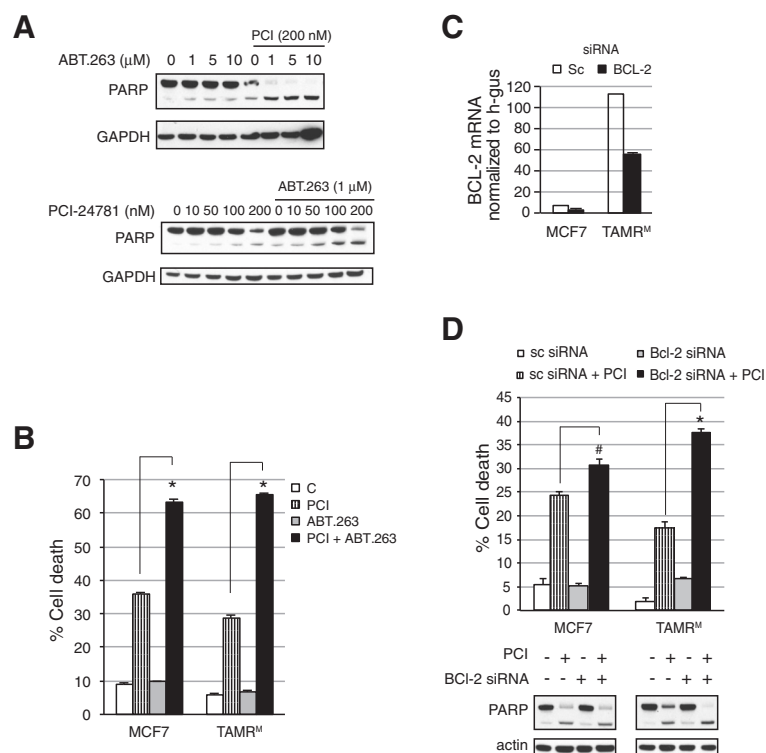 A
PCI (200 nM)
ABT.263 (μM) 0 1 5 10 0 1 5 10
PARP
GAPDH
ABT.263 (1 μM)
PCI-24781 (nM) 0 10 50 100 200 0 10 50 100 200
PARP
GAPDH
B
70
60
50
40
30
20
10
0
% Cell death
* *
C
PCI
ABT.263
PCI + ABT.263
MCF7 TAMRᴹ
C
siRNA
Sc BCL-2
BCL-2 mRNA
normalized to h-gus
120
100
80
60
40
20
0
MCF7 TAMRᴹ
D
sc siRNA Bcl-2 siRNA
sc siRNA + PCI Bcl-2 siRNA + PCI
45
40
35
30
25
20
15
10
5
0
% Cell death
# *
MCF7 TAMRᴹ
PCI - + - + - + - +
BCl-2 siRNA - - + + - - + +
PARP
actin